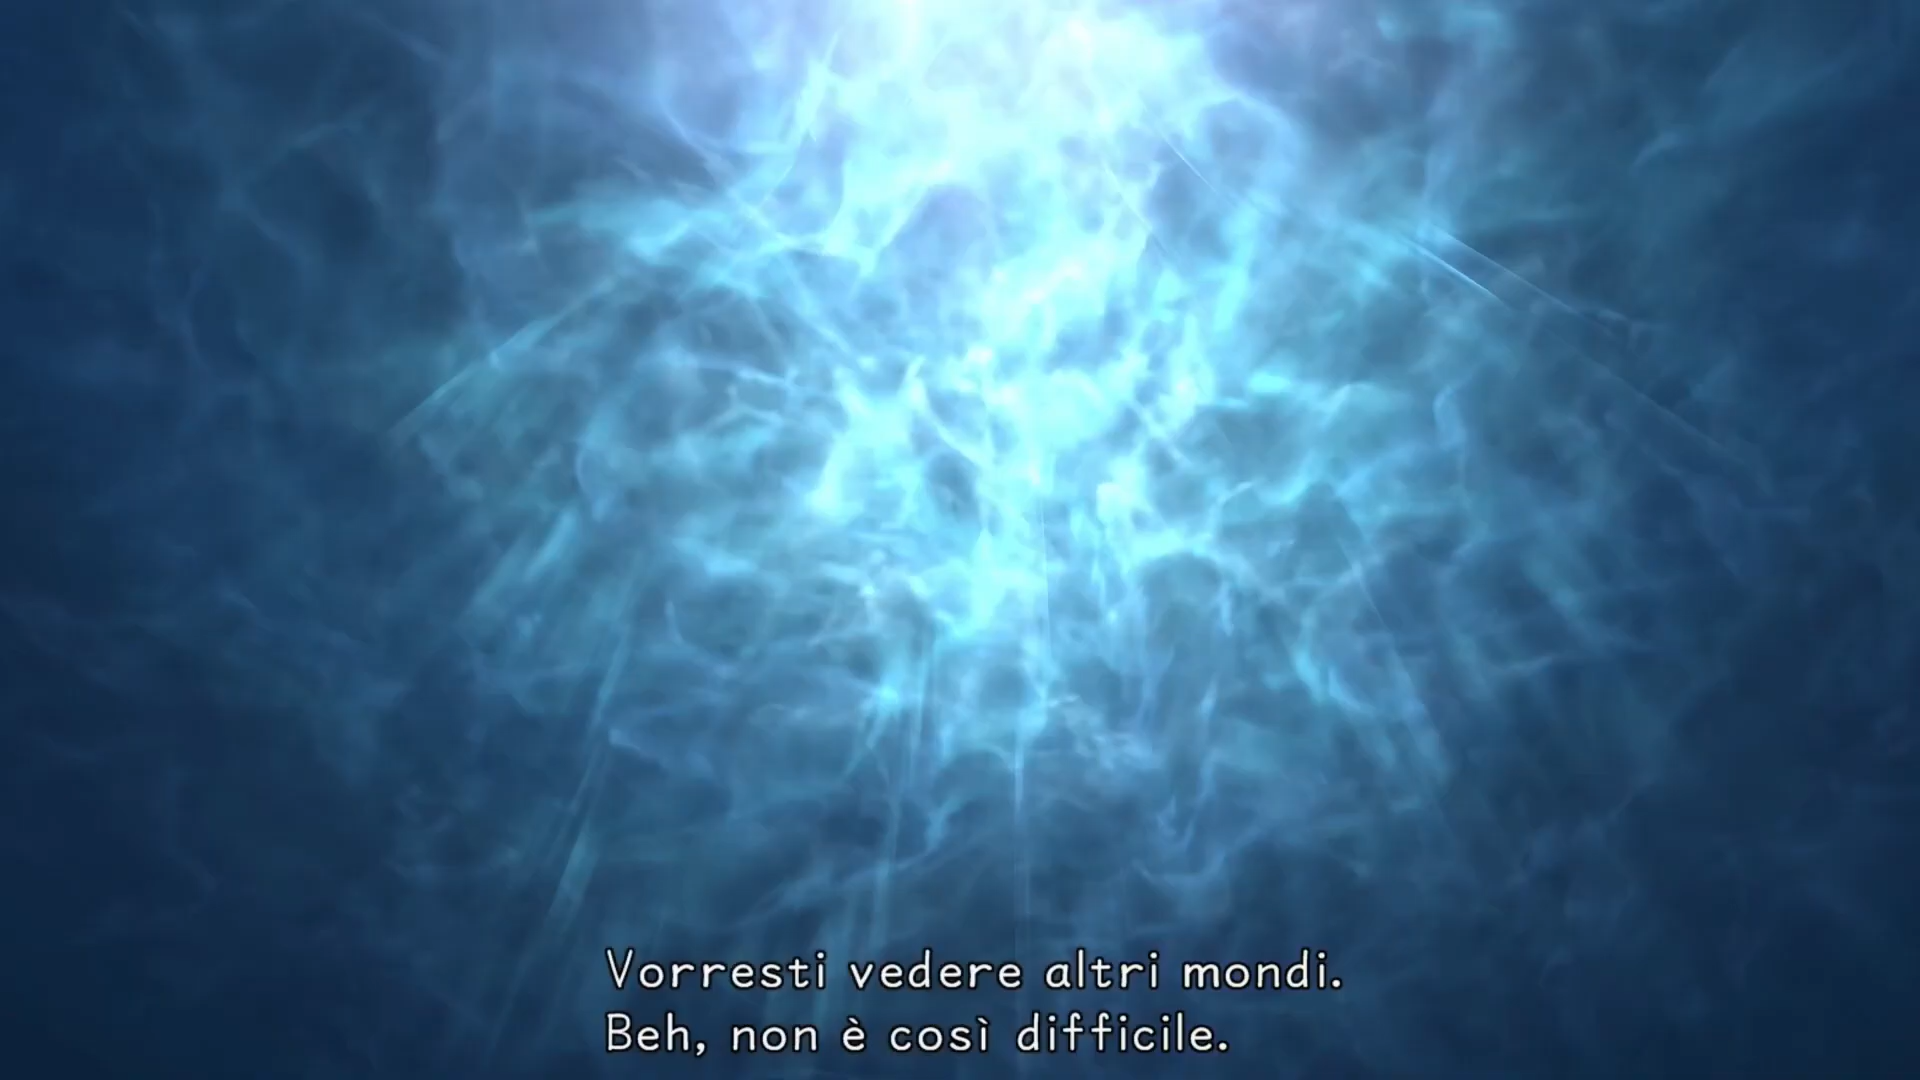 Vorresti vedere altri mondi.
Beh, non è così difficile.